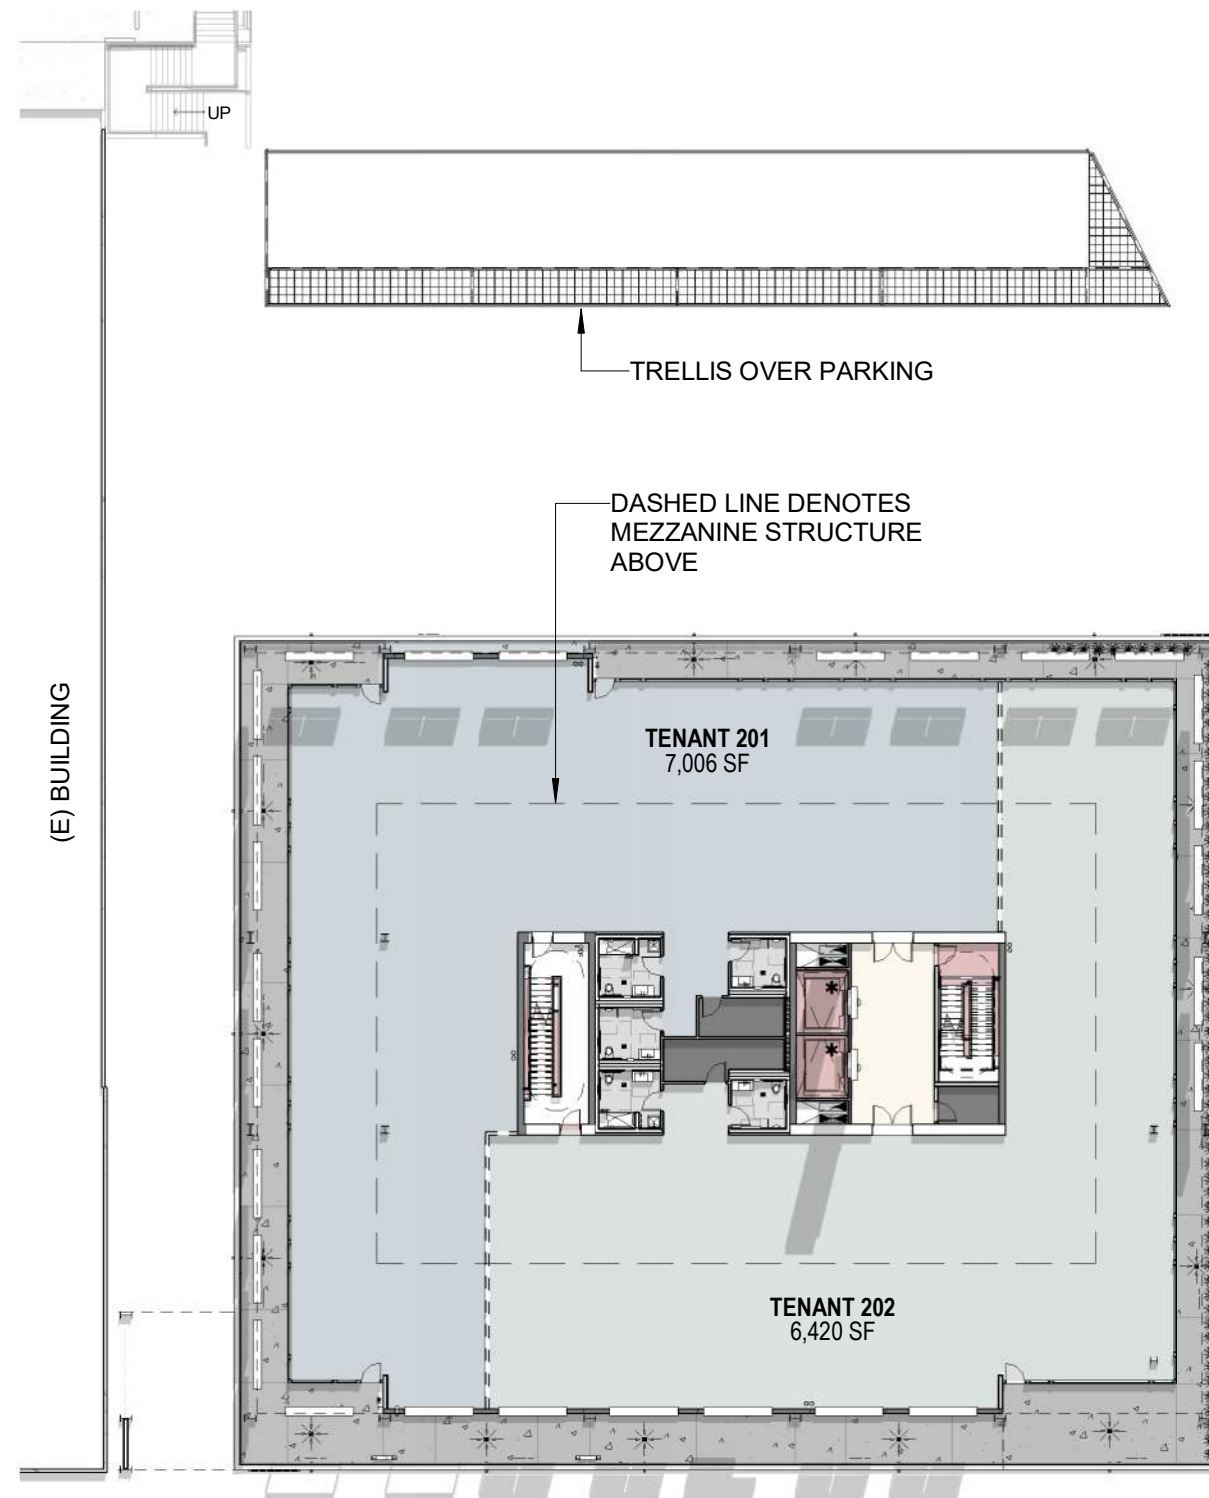 UP
TRELLIS OVER PARKING
DASHED LINE DENOTES
MEZZANINE STRUCTURE
ABOVE
(E) BUILDING
TENANT 201
7,006 SF
TENANT 202
6,420 SF